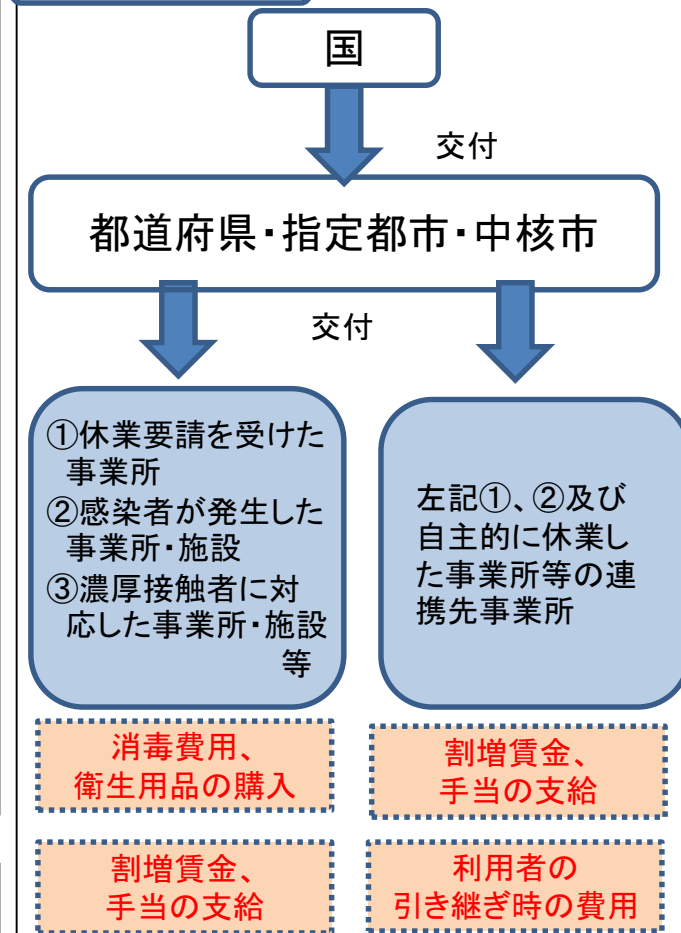 国
交付
都道府県・指定都市・中核市
交付
①休業要請を受けた
事業所
②感染者が発生した
事業所・施設
③濃厚接触者に対
応した事業所・施設
等
左記①、②及び
自主的に休業し
た事業所等の連
携先事業所
消毒費用、
衛生用品の購入
割増賃金、
手当の支給
割増賃金、
手当の支給
利用者の
引き継ぎ時の費用